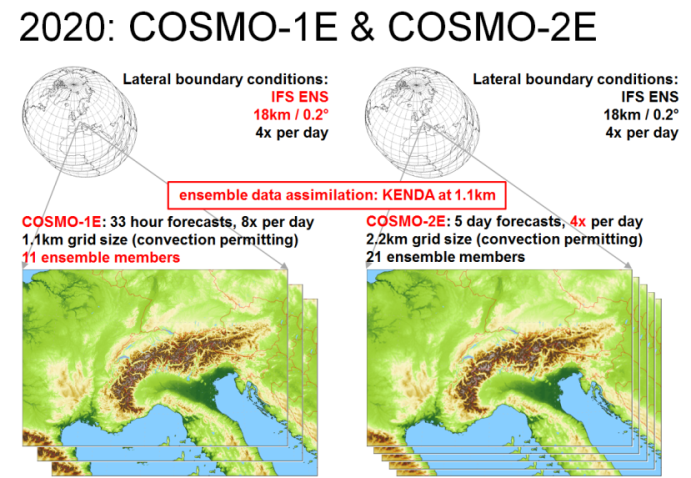 2020: COSMO-1E & COSMO-2E
Lateral boundary conditions:
IFS ENS
18km / 0.2°
4x per day
Lateral boundary conditions:
IFS ENS
18km / 0.2°
4x per day
ensemble data assimilation: KENDA at 1.1km
COSMO-1E: 33 hour forecasts, 8x per day
1.1km grid size (convection permitting)
11 ensemble members
COSMO-2E: 5 day forecasts, 4x per day
2.2km grid size (convection permitting)
21 ensemble members